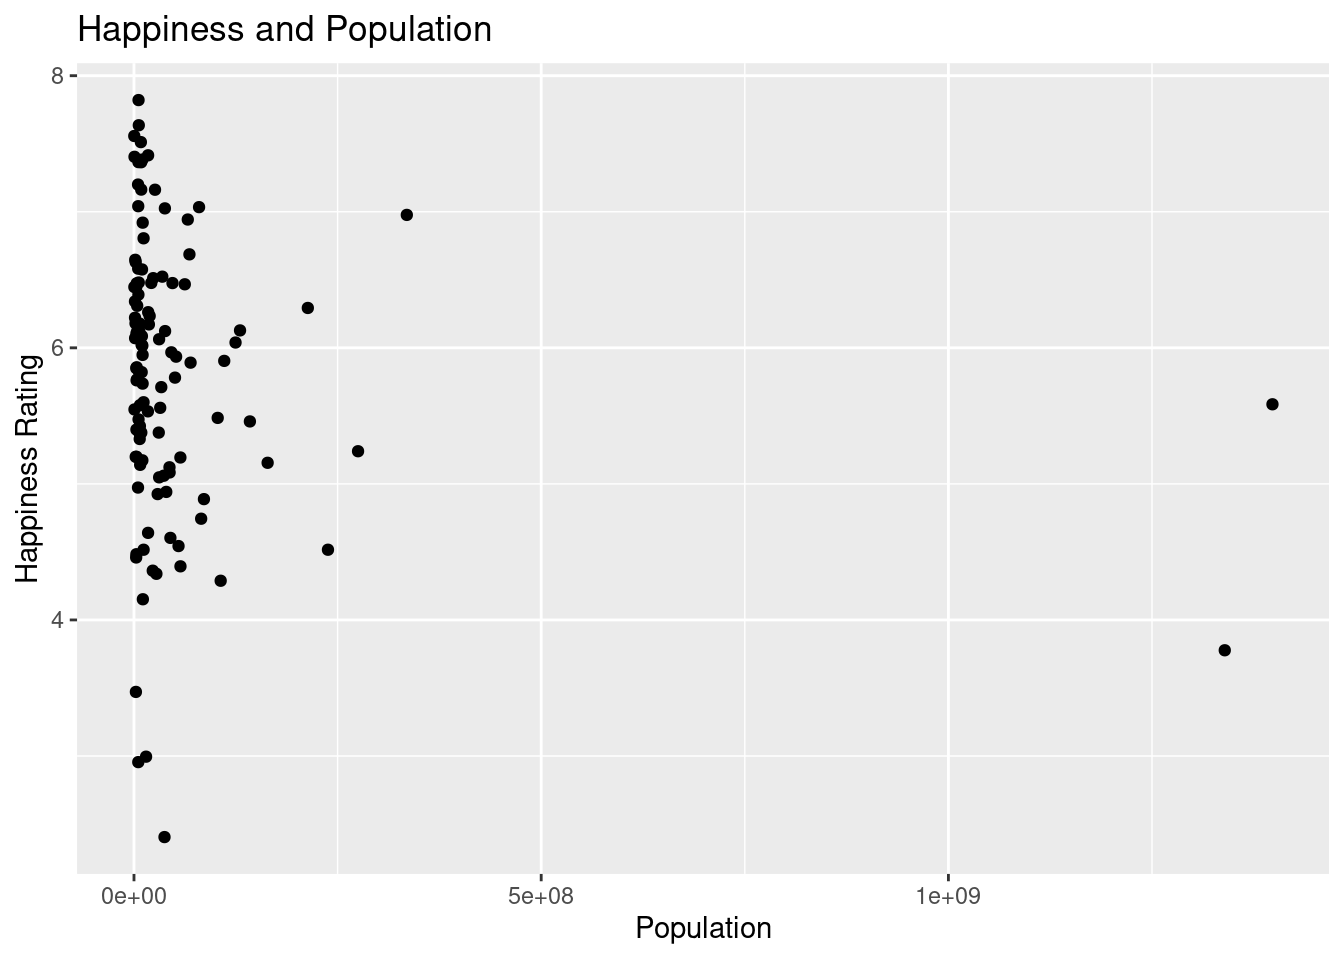 Happiness and Population
Happiness Rating
8
6
4
0e+00 5e+08 1e+09
Population